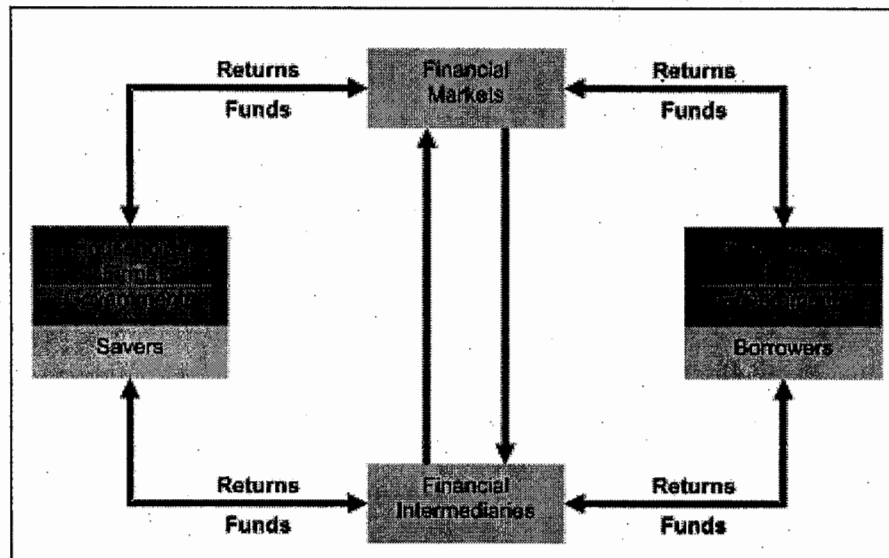 Returns
Funds
Financial
Markets
Returns
Funds
Savers
Borrowers
Returns
Funds
Financial
Intermediaries
Returns
Funds